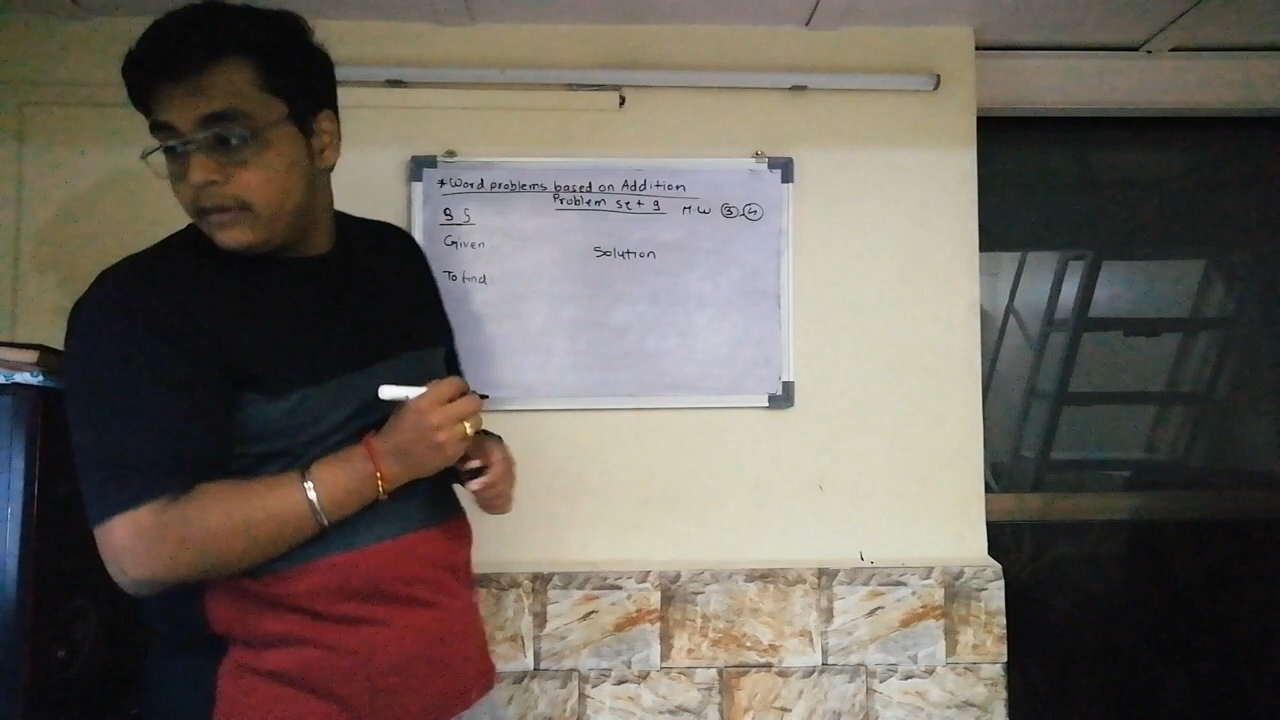 *Word problems based on Addition
Problem set 9 H.W ③,④
Given
Solution
To find